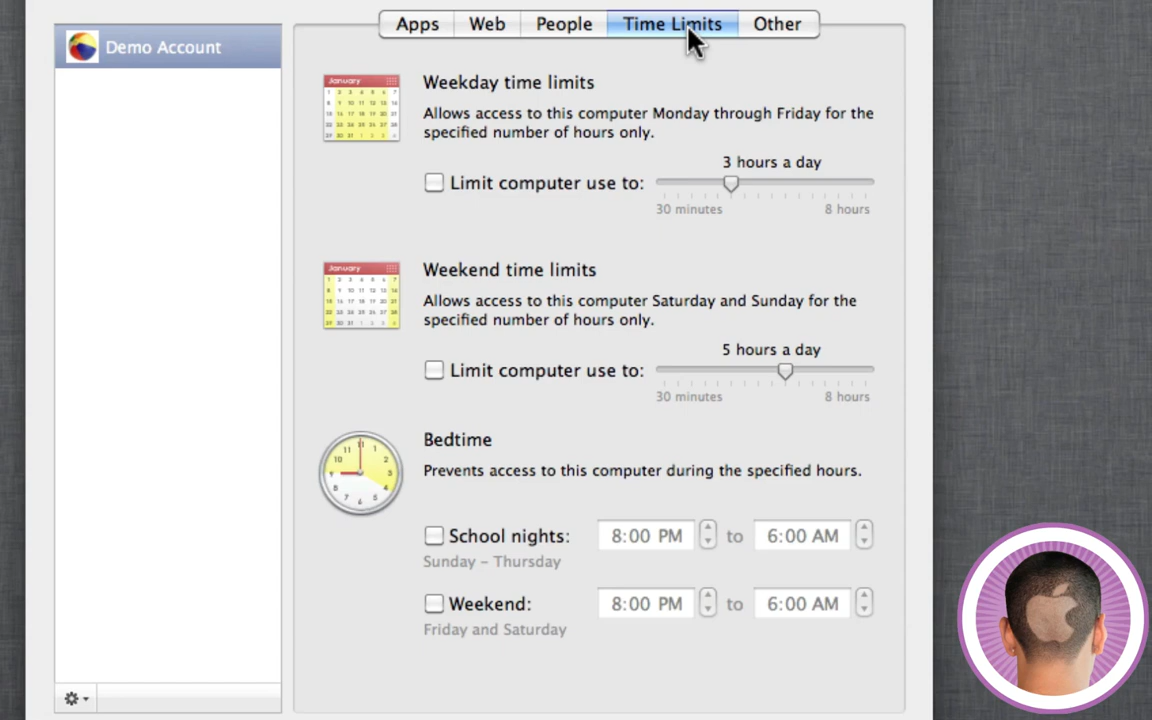 Apps Web People Time Limits Other
Demo Account
January
Weekday time limits
Allows access to this computer Monday through Friday for the
specified number of hours only.
3 hours a day
Limit computer use to:
30 minutes 8 hours
January
Weekend time limits
Allows access to this computer Saturday and Sunday for the
specified number of hours only.
5 hours a day
Limit computer use to:
30 minutes 8 hours
Bedtime
Prevents access to this computer during the specified hours.
School nights: 8:00 PM to 6:00 AM
Sunday – Thursday
Weekend: 8:00 PM to 6:00 AM
Friday and Saturday